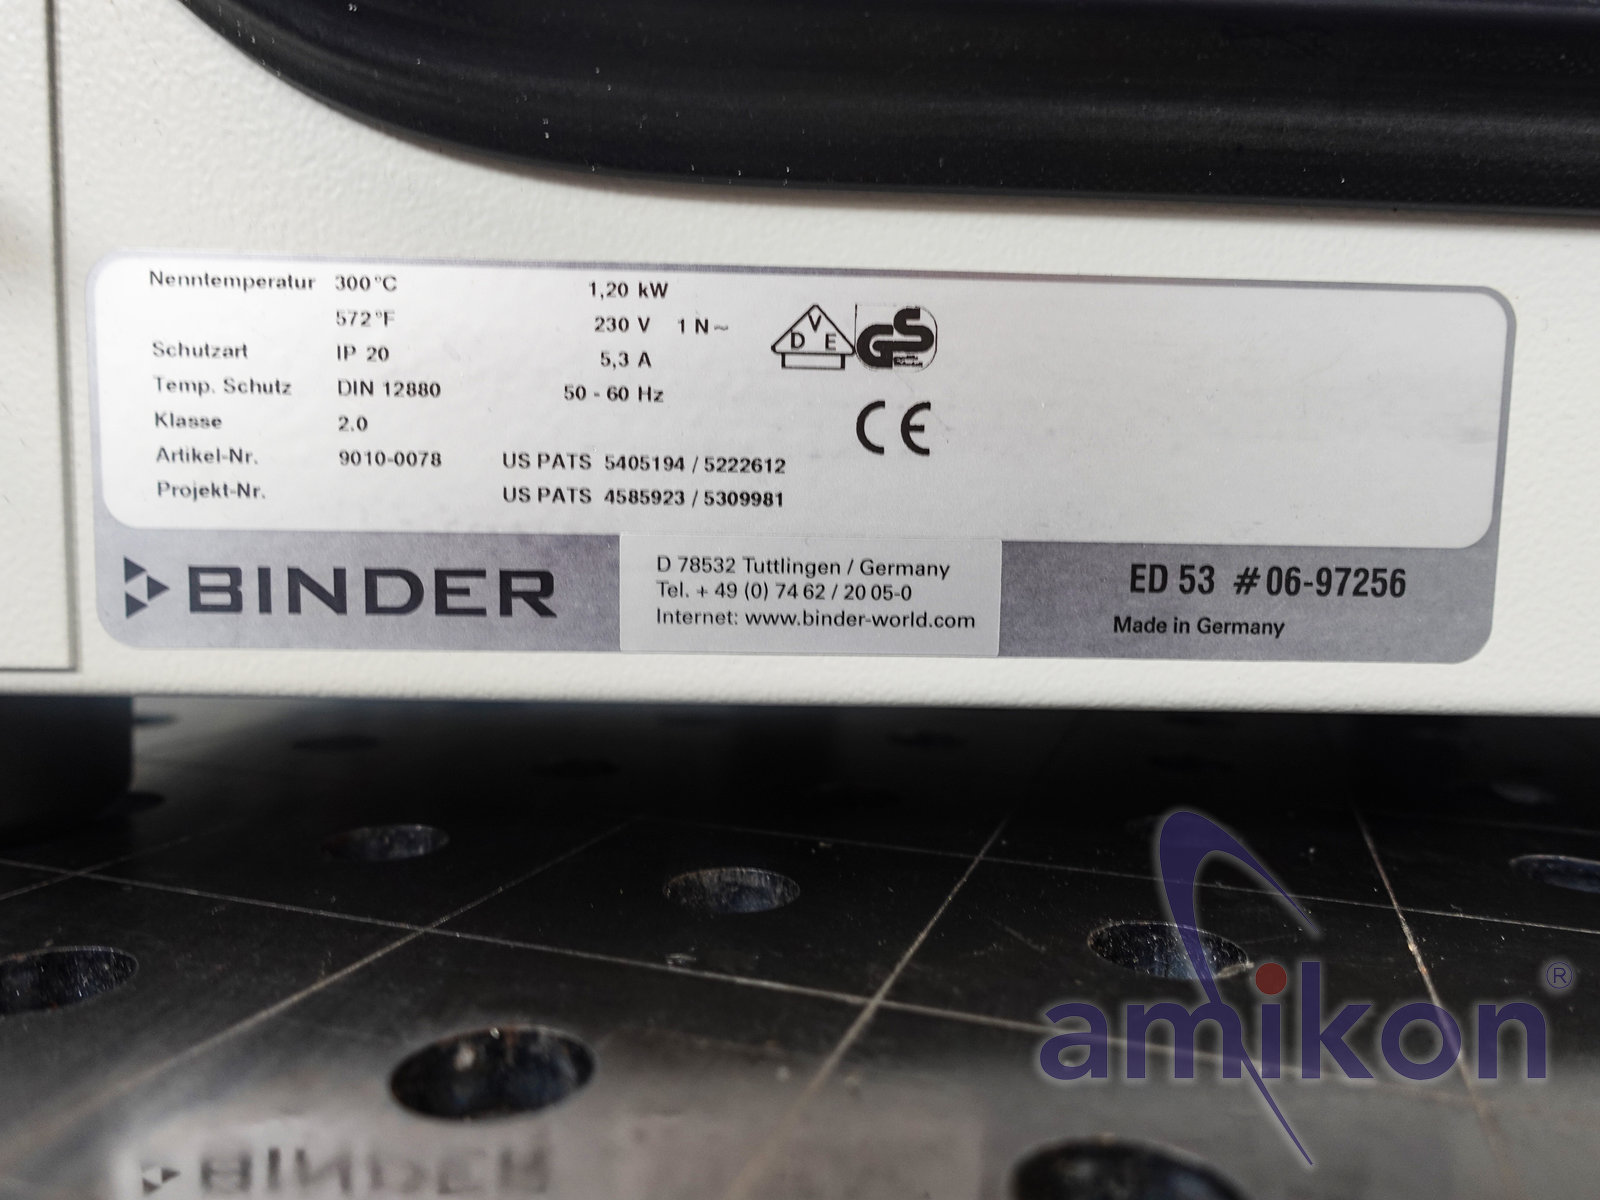 Nenntemperatur 300°C 1,20 kW
572°F 230 V 1 N ~
Schutzart IP 20 5,3 A
Temp. Schutz DIN 12880 50 - 60 Hz
Klasse 2.0
Artikel-Nr. 9010-0078 US PATS 5405194 / 5222612
Projekt-Nr. US PATS 4585923 / 5309981
V
D E
GS
CE
BINDER
D 78532 Tuttlingen / Germany
Tel. + 49 (0) 74 62 / 20 05-0
Internet: www.binder-world.com
ED 53 # 06-97256
Made in Germany
amikon®
BINDER